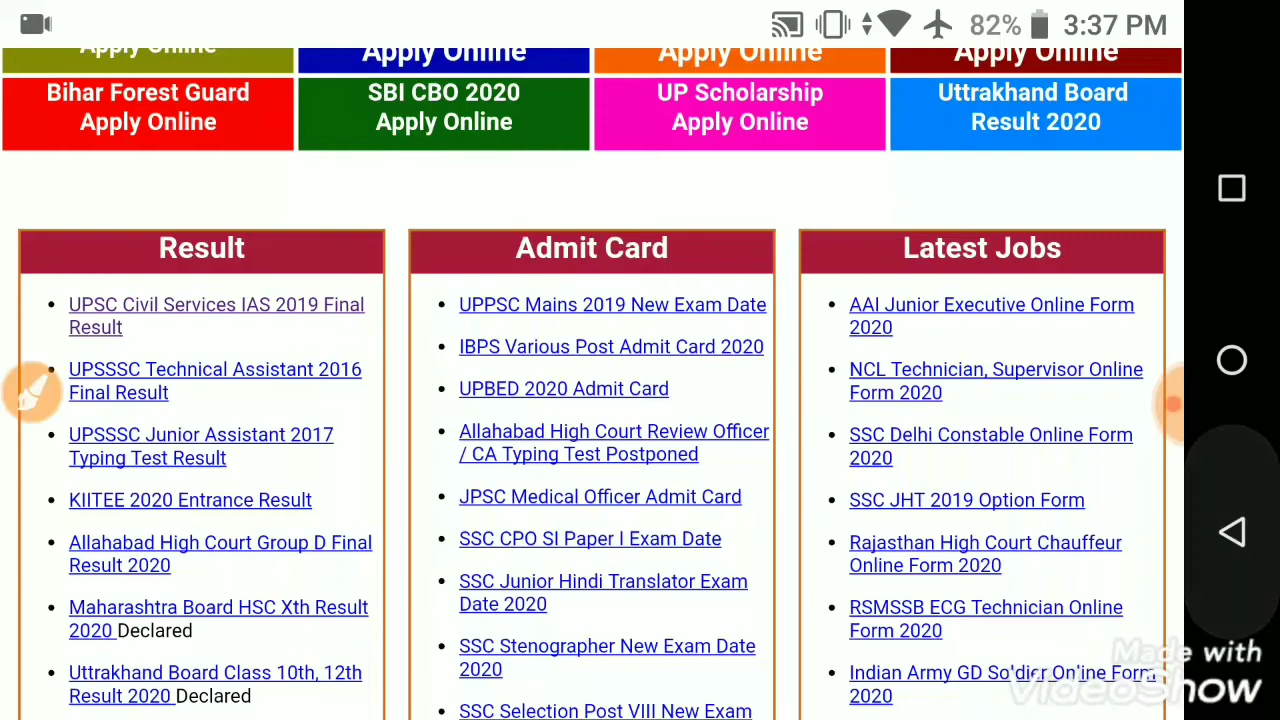 82% 3:37 PM
Apply Online Apply Online Apply Online Apply Online
Bihar Forest Guard
Apply Online
SBI CBO 2020
Apply Online
UP Scholarship
Apply Online
Uttrakhand Board
Result 2020
Result
UPSC Civil Services IAS 2019 Final
Result
UPSSSC Technical Assistant 2016
Final Result
UPSSSC Junior Assistant 2017
Typing Test Result
KIITEE 2020 Entrance Result
Allahabad High Court Group D Final
Result 2020
Maharashtra Board HSC Xth Result
2020 Declared
Uttrakhand Board Class 10th, 12th
Result 2020 Declared
Admit Card
UPPSC Mains 2019 New Exam Date
IBPS Various Post Admit Card 2020
UPBED 2020 Admit Card
Allahabad High Court Review Officer
/ CA Typing Test Postponed
JPSC Medical Officer Admit Card
SSC CPO SI Paper I Exam Date
SSC Junior Hindi Translator Exam
Date 2020
SSC Stenographer New Exam Date
2020
SSC Selection Post VIII New Exam
Latest Jobs
AAI Junior Executive Online Form
2020
NCL Technician, Supervisor Online
Form 2020
SSC Delhi Constable Online Form
2020
SSC JHT 2019 Option Form
Rajasthan High Court Chauffeur
Online Form 2020
RSMSSB ECG Technician Online
Form 2020
Indian Army GD Soldier Online Form
2020
Made with
VideoShow